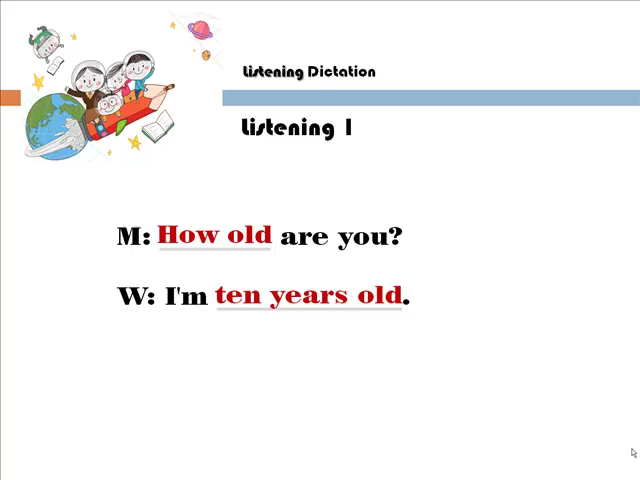 Listening Dictation
Listening 1
M: How old are you?
W: I'm ten years old.